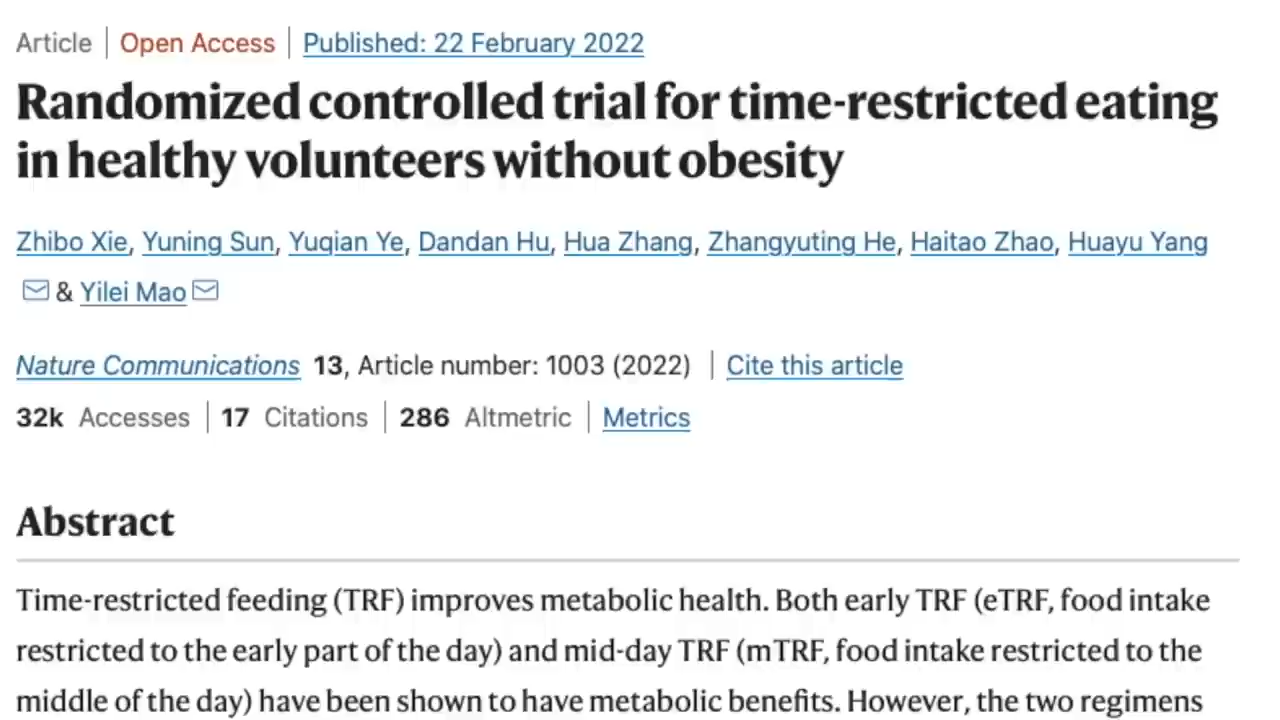 Article | Open Access | Published: 22 February 2022
Randomized controlled trial for time-restricted eating
in healthy volunteers without obesity
Zhibo Xie, Yuning Sun, Yuqian Ye, Dandan Hu, Hua Zhang, Zhangyuting He, Haitao Zhao, Huayu Yang
& Yilei Mao
Nature Communications 13, Article number: 1003 (2022) | Cite this article
32k Accesses | 17 Citations | 286 Altmetric | Metrics
Abstract
Time-restricted feeding (TRF) improves metabolic health. Both early TRF (eTRF, food intake
restricted to the early part of the day) and mid-day TRF (mTRF, food intake restricted to the
middle of the day) have been shown to have metabolic benefits. However, the two regimens